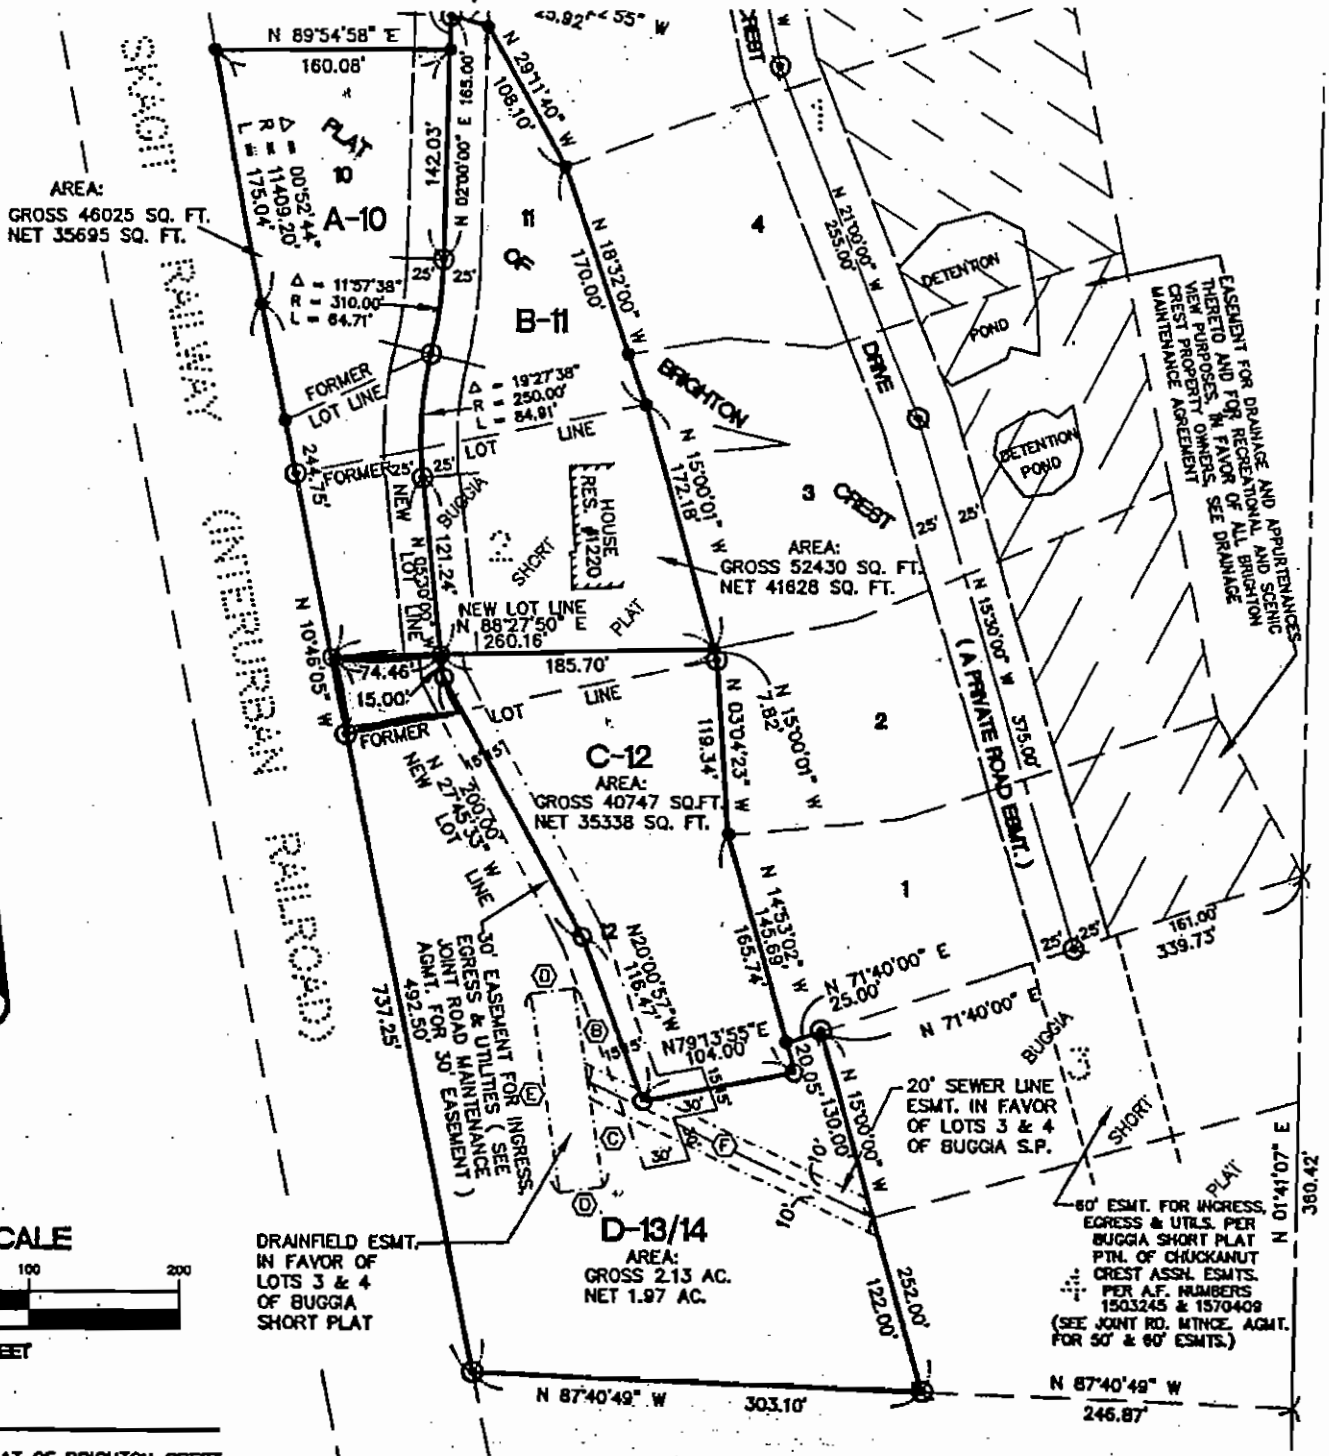 N 89°54'58" E
160.08'
25.92'
55" W
N 29°11'40" W
108.10'
CREST
W
SKAGIT
RAILWAY
(INTERURBAN
RAILROAD)
AREA:
GROSS 46025 SQ. FT.
NET 35695 SQ. FT.
Δ = 00°52'44"
R = 11409.20'
L = 175.04'
PLAT
10
A-10
142.03'
N 02°00'00" E 165.00'
11
OF
4
25' 25'
Δ = 11°57'38"
R = 310.00'
L = 64.71'
B-11
N 18°32'00" W
170.00'
N 21°00'00" W
255.00'
DETENTION
POND
DETENTION
POND
EASEMENT FOR DRAINAGE AND APPURTENANCES
THERETO AND FOR RECREATIONAL AND SCENIC
VIEW PURPOSES, IN FAVOR OF ALL BRIGHTON
CREST PROPERTY OWNERS, SEE DRAINAGE
MAINTENANCE AGREEMENT
DRIVE
FORMER
LOT LINE
Δ = 19°27'38"
R = 250.00'
L = 84.91'
BRIGHTON
FORMER
LOT
LINE
25' 25'
244.75'
BUGGIA
SHORT
PLAT
12
HOUSE
RES. #1220
N 15°00'01" W
172.18'
3
CREST
25' 25'
AREA:
GROSS 52430 SQ. FT.
NET 41628 SQ. FT.
NEW
LOT
LINE
N 05°30'00" W
121.24'
NEW LOT LINE
N 88°27'50" E
260.16'
74.46'
185.70'
15.00'
N 10°46'05" W
FORMER
LOT
LINE
N 15°30'00" W
375.00'
(A PRIVATE ROAD ESMT.)
N 15°00'01" W
7.82'
2
N 03°04'23" W
119.34'
C-12
AREA:
GROSS 40747 SQ.FT.
NET 35338 SQ. FT.
15' 15'
N 27°45'33" W
200.00'
NEW
LOT
LINE
1
N 14°53'02" W
145.69'
165.74'
N 71°40'00" E
25.00'
25' 25'
161.00'
339.73'
N 71°40'00" E
30' EASEMENT FOR INGRESS,
EGRESS & UTILITIES ( SEE
JOINT ROAD MAINTENANCE
AGMT. FOR 30' EASEMENT )
737.25'
492.50'
N20°00'57"W
116.47'
D
B
E
C
D
F
15' 15'
N79°13'55"E
104.00'
15' 15'
30'
30'
20.05'
N 15°00'00" W
130.00'
10'
10'
BUGGIA
3
SHORT
PLAT
4
20' SEWER LINE
ESMT. IN FAVOR
OF LOTS 3 & 4
OF BUGGIA S.P.
60' ESMT. FOR INGRESS,
EGRESS & UTILS. PER
BUGGIA SHORT PLAT
PTN. OF CHUCKANUT
CREST ASSN. ESMTS.
PER A.F. NUMBERS
1503245 & 1570409
(SEE JOINT RD. MTNCE. AGMT.
FOR 50' & 60' ESMTS.)
N 01°41'07" E
360.42'
DRAINFIELD ESMT.
IN FAVOR OF
LOTS 3 & 4
OF BUGGIA
SHORT PLAT
D-13/14
AREA:
GROSS 2.13 AC.
NET 1.97 AC.
252.00'
122.00'
N 87°40'49" W
303.10'
N 87°40'49" W
246.87'
CALE
100
200
EET
AT OF BRIGHTON CREST